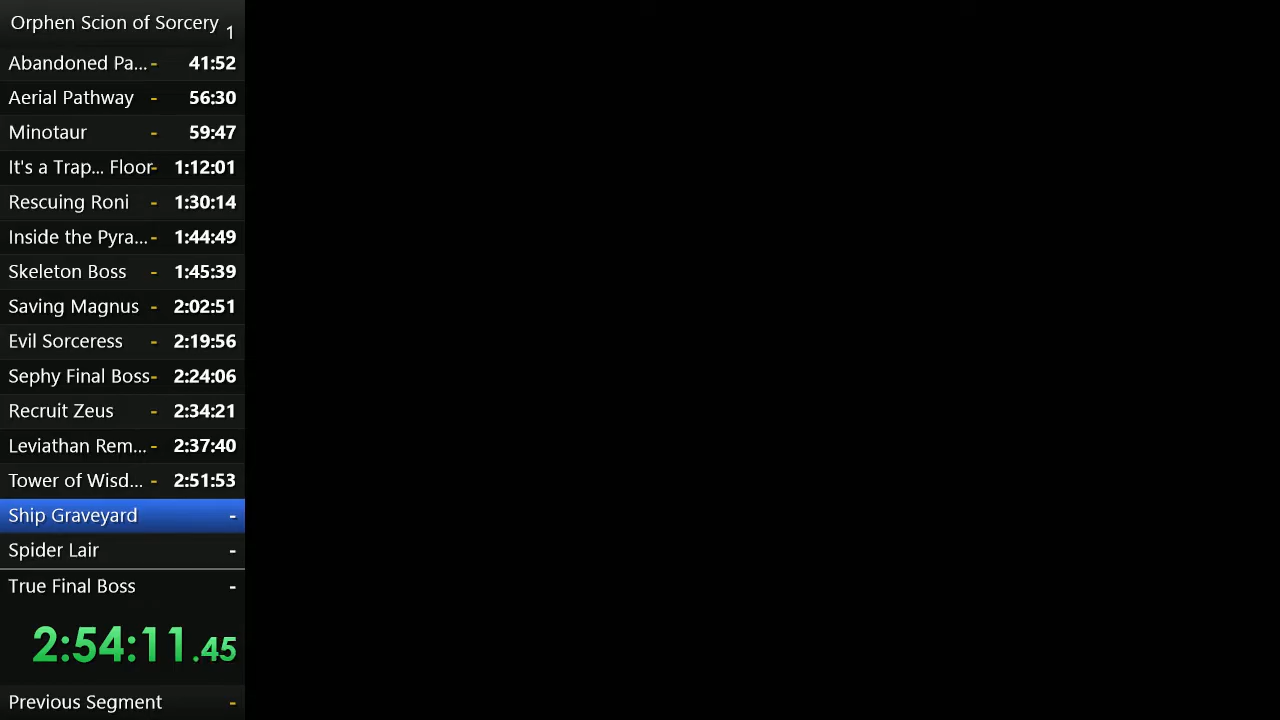 Orphen Scion of Sorcery 1
Abandoned Pa... - 41:52
Aerial Pathway - 56:30
Minotaur - 59:47
It's a Trap... Floor - 1:12:01
Rescuing Roni - 1:30:14
Inside the Pyra... - 1:44:49
Skeleton Boss - 1:45:39
Saving Magnus - 2:02:51
Evil Sorceress - 2:19:56
Sephy Final Boss - 2:24:06
Recruit Zeus - 2:34:21
Leviathan Rem... - 2:37:40
Tower of Wisd... - 2:51:53
Ship Graveyard -
Spider Lair -
True Final Boss -
2:54:11.45
Previous Segment -